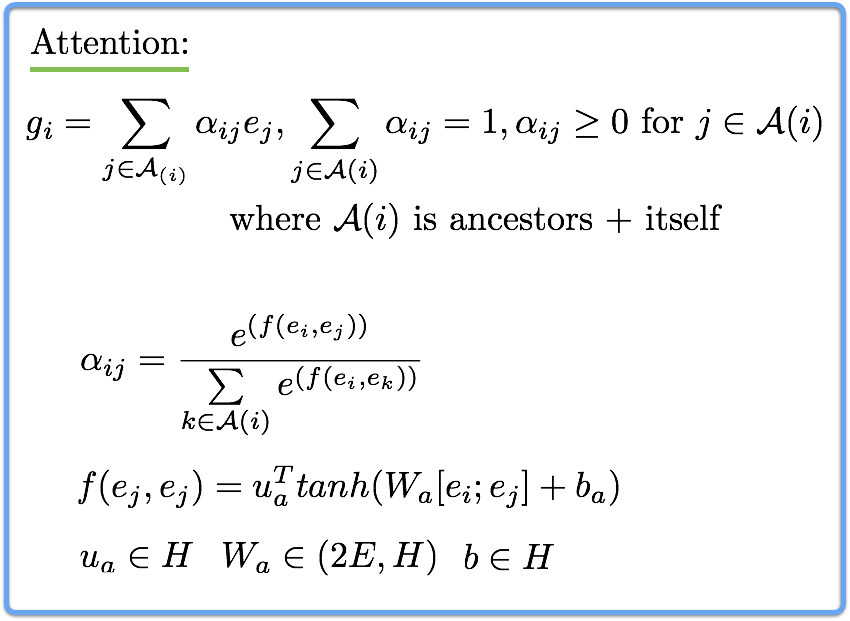 Attention:
$g_i = \sum_{j \in \mathcal{A}_{(i)}} \alpha_{ij} e_j, \sum_{j \in \mathcal{A}(i)} \alpha_{ij} = 1, \alpha_{ij} \geq 0 \text{ for } j \in \mathcal{A}(i)$
where $\mathcal{A}(i)$ is ancestors + itself
$\alpha_{ij} = \frac{e^{(f(e_i, e_j))}}{\sum_{k \in \mathcal{A}(i)} e^{(f(e_i, e_k))}}$
$f(e_j, e_j) = u_a^T tanh(W_a[e_i; e_j] + b_a)$
$u_a \in H \quad W_a \in (2E, H) \quad b \in H$